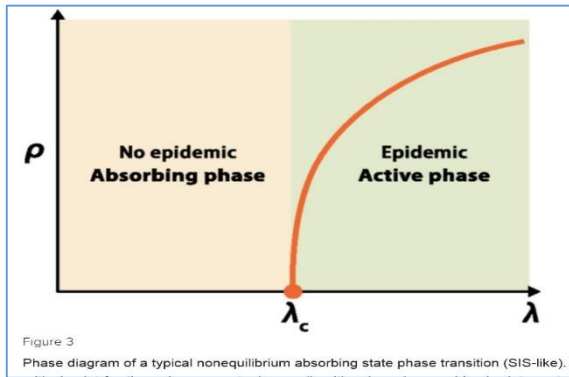 ρ
No epidemic
Absorbing phase
Epidemic
Active phase
λc
λ
Figure 3
Phase diagram of a typical nonequilibrium absorbing state phase transition (SIS-like).